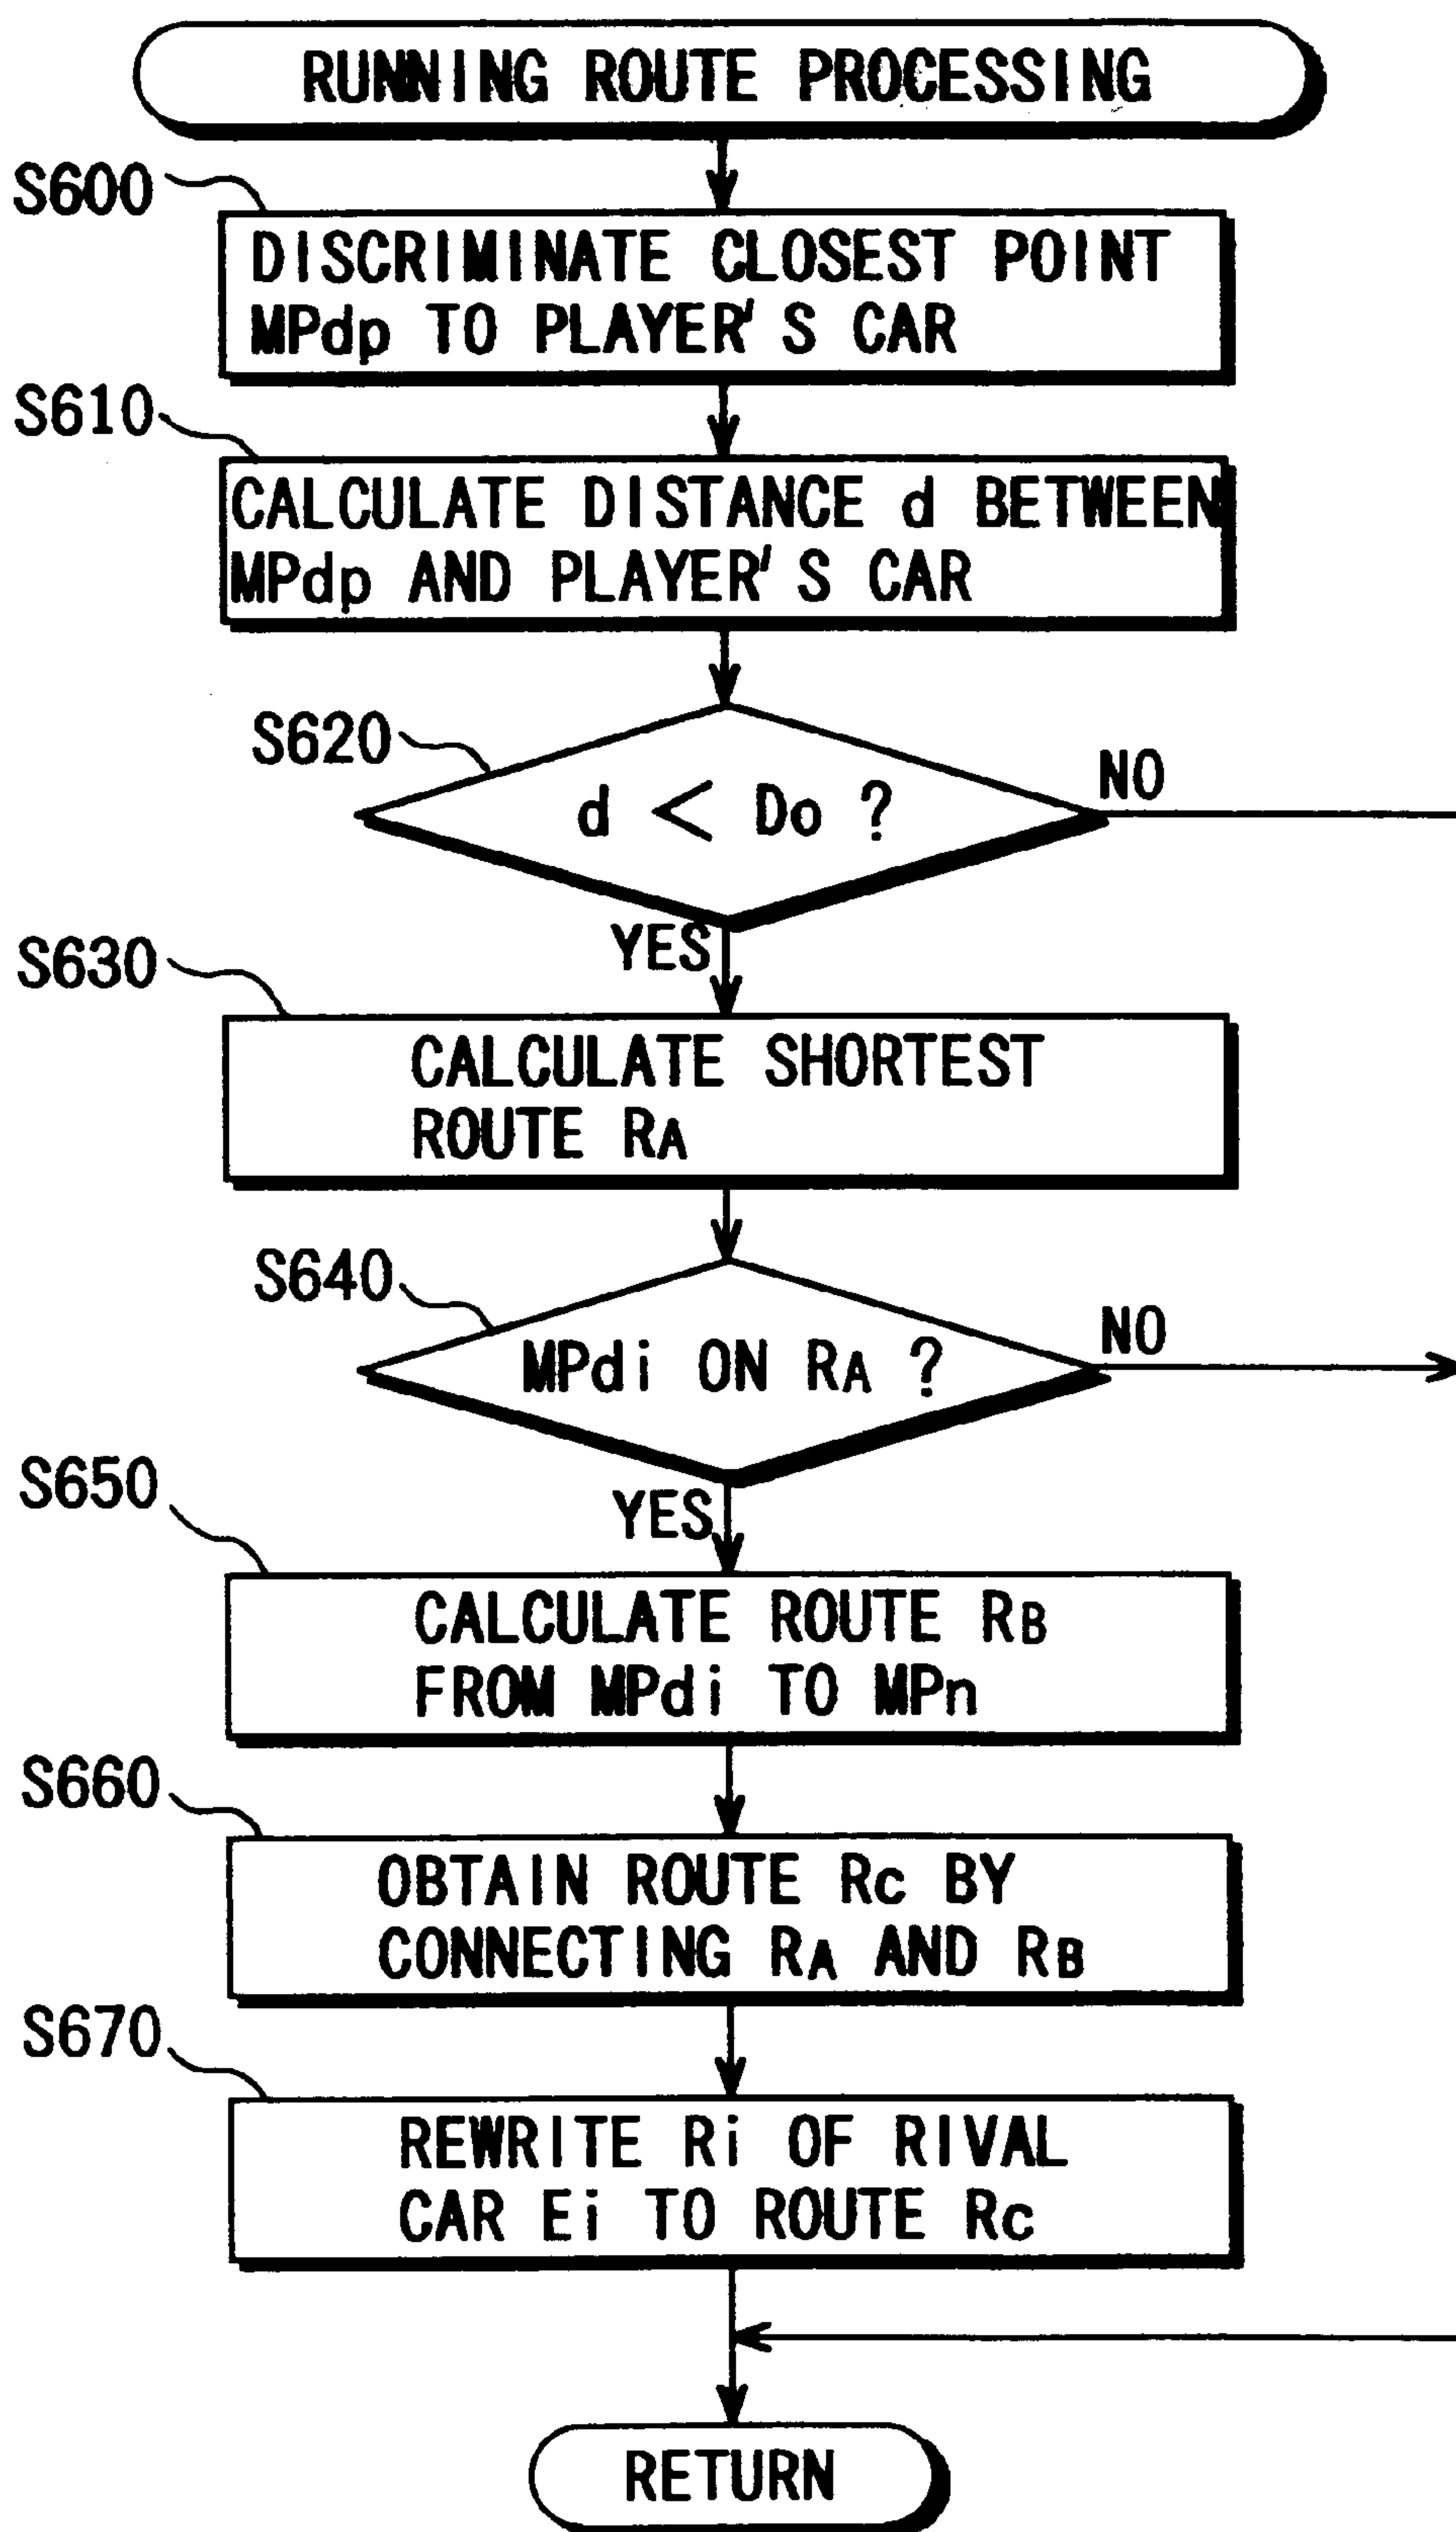 RUNNING ROUTE PROCESSING
S600
DISCRIMINATE CLOSEST POINT
MPdp TO PLAYER'S CAR
S610
CALCULATE DISTANCE d BETWEEN
MPdp AND PLAYER'S CAR
S620
d < Do ?
NO
YES
S630
CALCULATE SHORTEST
ROUTE RA
S640
MPdi ON RA ?
NO
YES
S650
CALCULATE ROUTE RB
FROM MPdi TO MPn
S660
OBTAIN ROUTE Rc BY
CONNECTING RA AND RB
S670
REWRITE Ri OF RIVAL
CAR Ei TO ROUTE Rc
RETURN